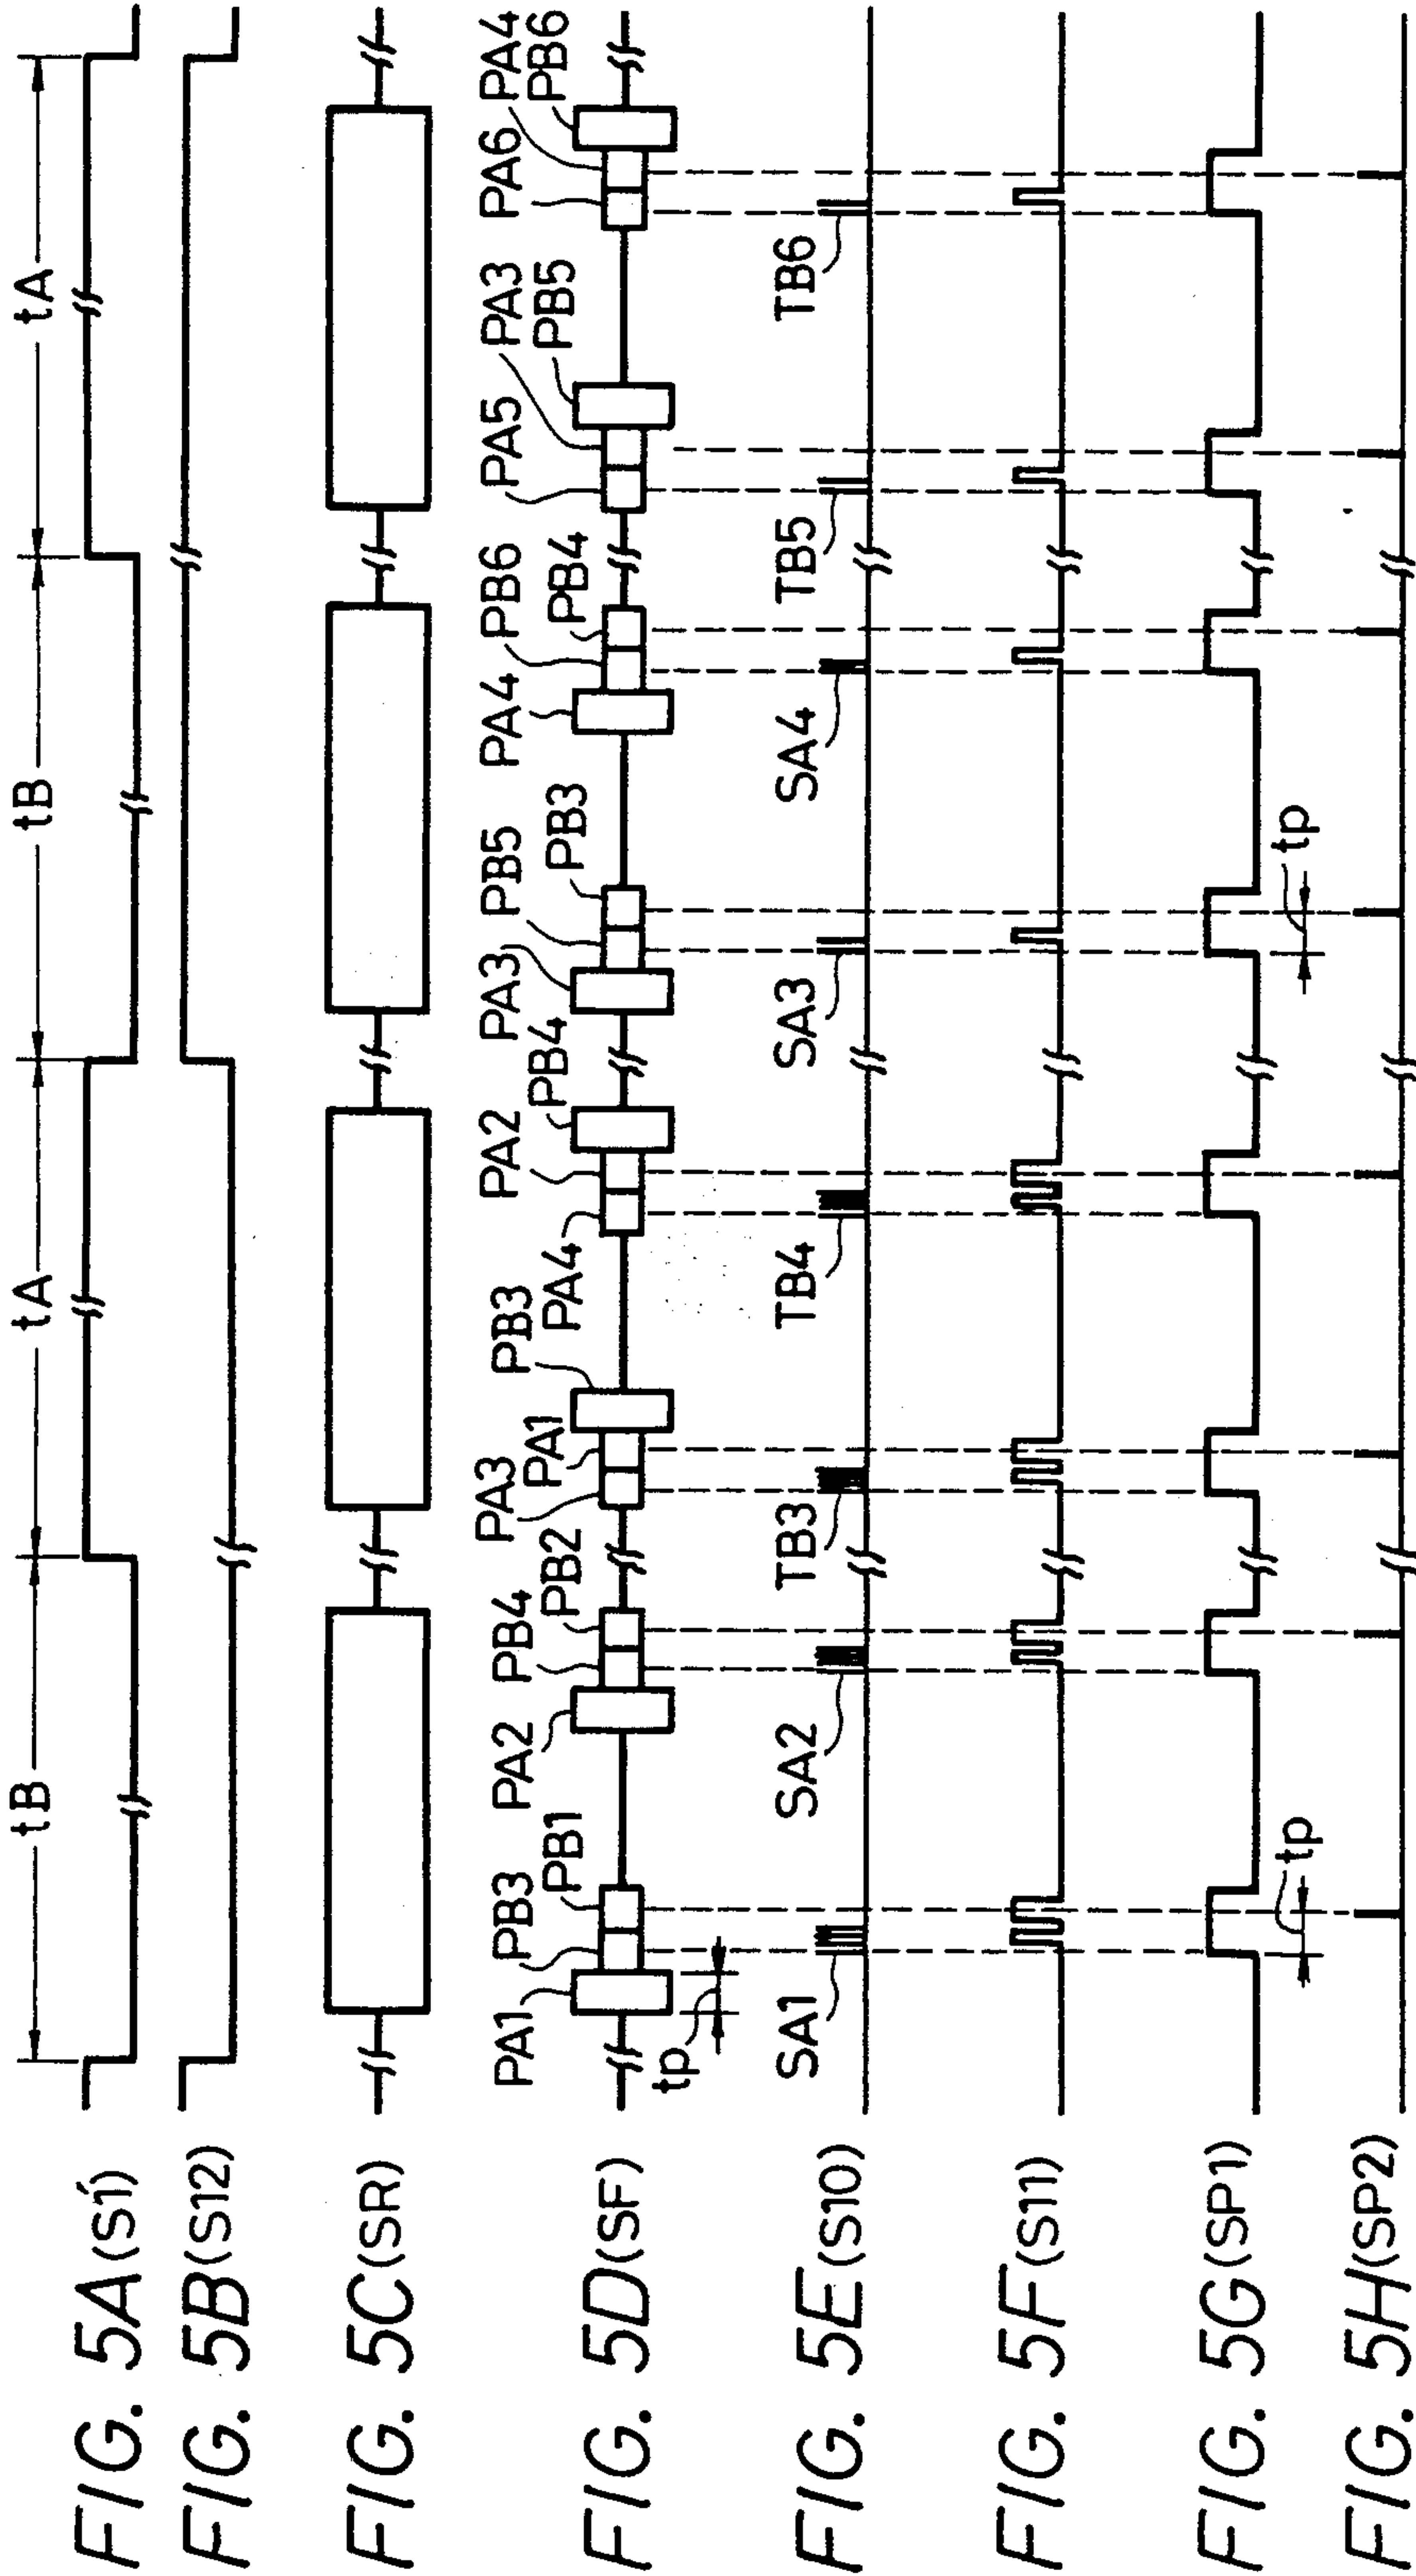 FIG. 5A (S1')
tB
tA
tB
tA
FIG. 5B (S12)
FIG. 5C (SR)
FIG. 5D (SF)
PA1
PB3
PB1
PA2
PB4
PB2
PA3
PA1
PB3
PA4
PA2
PB4
PA3
PB5
PB3
PA4
PB6
PB4
PA5
PA3
PB5
PA6
PA4
PB6
tp
FIG. 5E (S10)
SA1
SA2
TB3
TB4
SA3
SA4
TB5
TB6
FIG. 5F (S11)
FIG. 5G (SP1)
tp
tp
FIG. 5H (SP2)